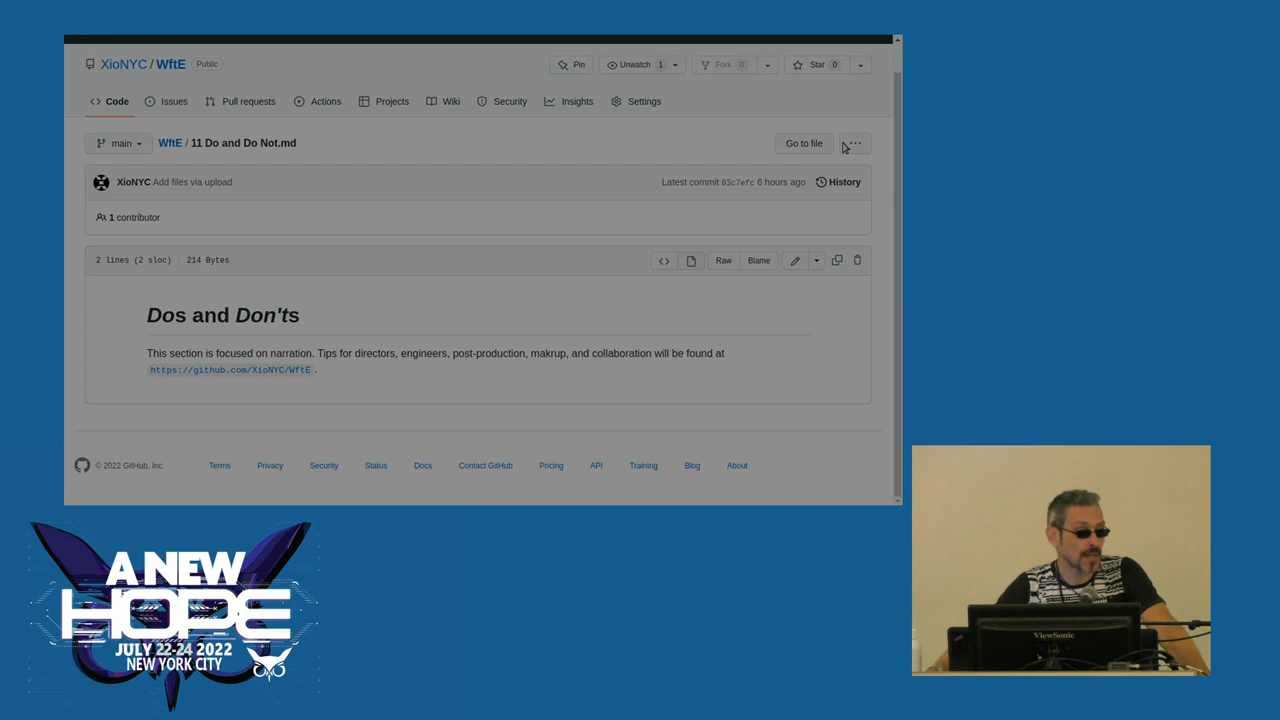 XioNYC / WftE Public
Pin
Unwatch 1
Fork 0
Star 0
Code
Issues
Pull requests
Actions
Projects
Wiki
Security
Insights
Settings
main
WftE / 11 Do and Do Not.md
Go to file
...
XioNYC Add files via upload
Latest commit 03c7efc 6 hours ago
History
1 contributor
2 lines (2 sloc)
214 Bytes
Raw
Blame
Dos and Don'ts
This section is focused on narration. Tips for directors, engineers, post-production, makrup, and collaboration will be found at
https://github.com/XioNYC/WftE.
© 2022 GitHub, Inc.
Terms
Privacy
Security
Status
Docs
Contact GitHub
Pricing
API
Training
Blog
About
A NEW
HOPE
JULY 22-24 2022
NEW YORK CITY
ViewSonic